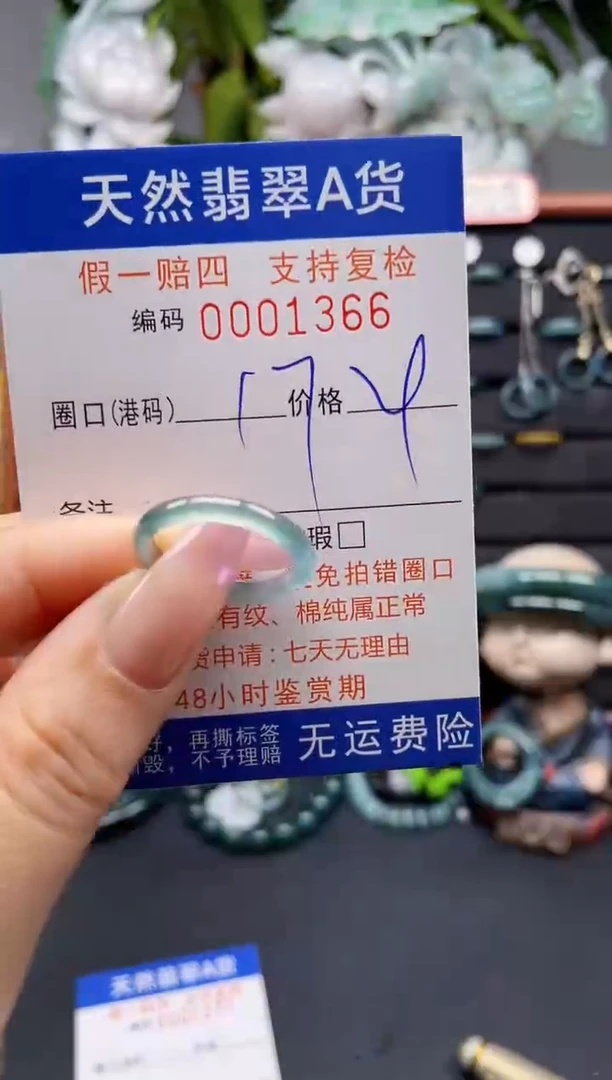 天然翡翠A货
假一赔四 支持复检
编码 0001366
圈口(港码) 17 价格 y
备注
瑕□
免拍错圈口
有纹、棉纯属正常
货申请：七天无理由
48小时鉴赏期
好，再撕标签
毁，不予理赔
无运费险
天然翡翠A货